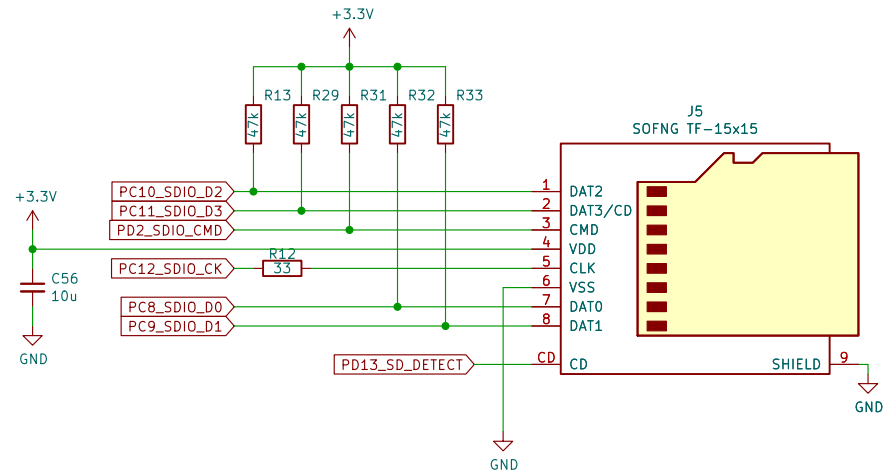 +3.3V
R13
R29
R31
R32
R33
47k
47k
47k
47k
47k
J5
SOFNG TF-15x15
PC10_SDIO_D2
1
DAT2
PC11_SDIO_D3
2
DAT3/CD
PD2_SDIO_CMD
3
CMD
+3.3V
4
VDD
R12
PC12_SDIO_CK
33
5
CLK
C56
10u
6
VSS
PC8_SDIO_D0
7
DAT0
PC9_SDIO_D1
8
DAT1
GND
PD13_SD_DETECT
CD
CD
SHIELD
9
GND
GND